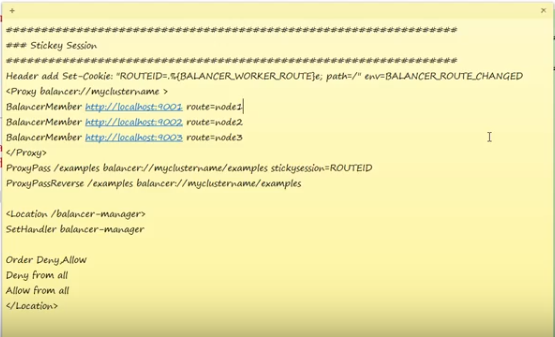 ##########################################################################
### Stickey Session
##########################################################################
Header add Set-Cookie: "ROUTEID=.%{BALANCER_WORKER_ROUTE}e; path=/" env=BALANCER_ROUTE_CHANGED
<Proxy balancer://myclustername >
BalancerMember http://localhost:9001 route=node1
BalancerMember http://localhost:9002 route=node2
BalancerMember http://localhost:9003 route=node3
</Proxy>
ProxyPass /examples balancer://myclustername/examples stickysession=ROUTEID
ProxyPassReverse /examples balancer://myclustername/examples
<Location /balancer-manager>
SetHandler balancer-manager
Order Deny,Allow
Deny from all
Allow from all
</Location>